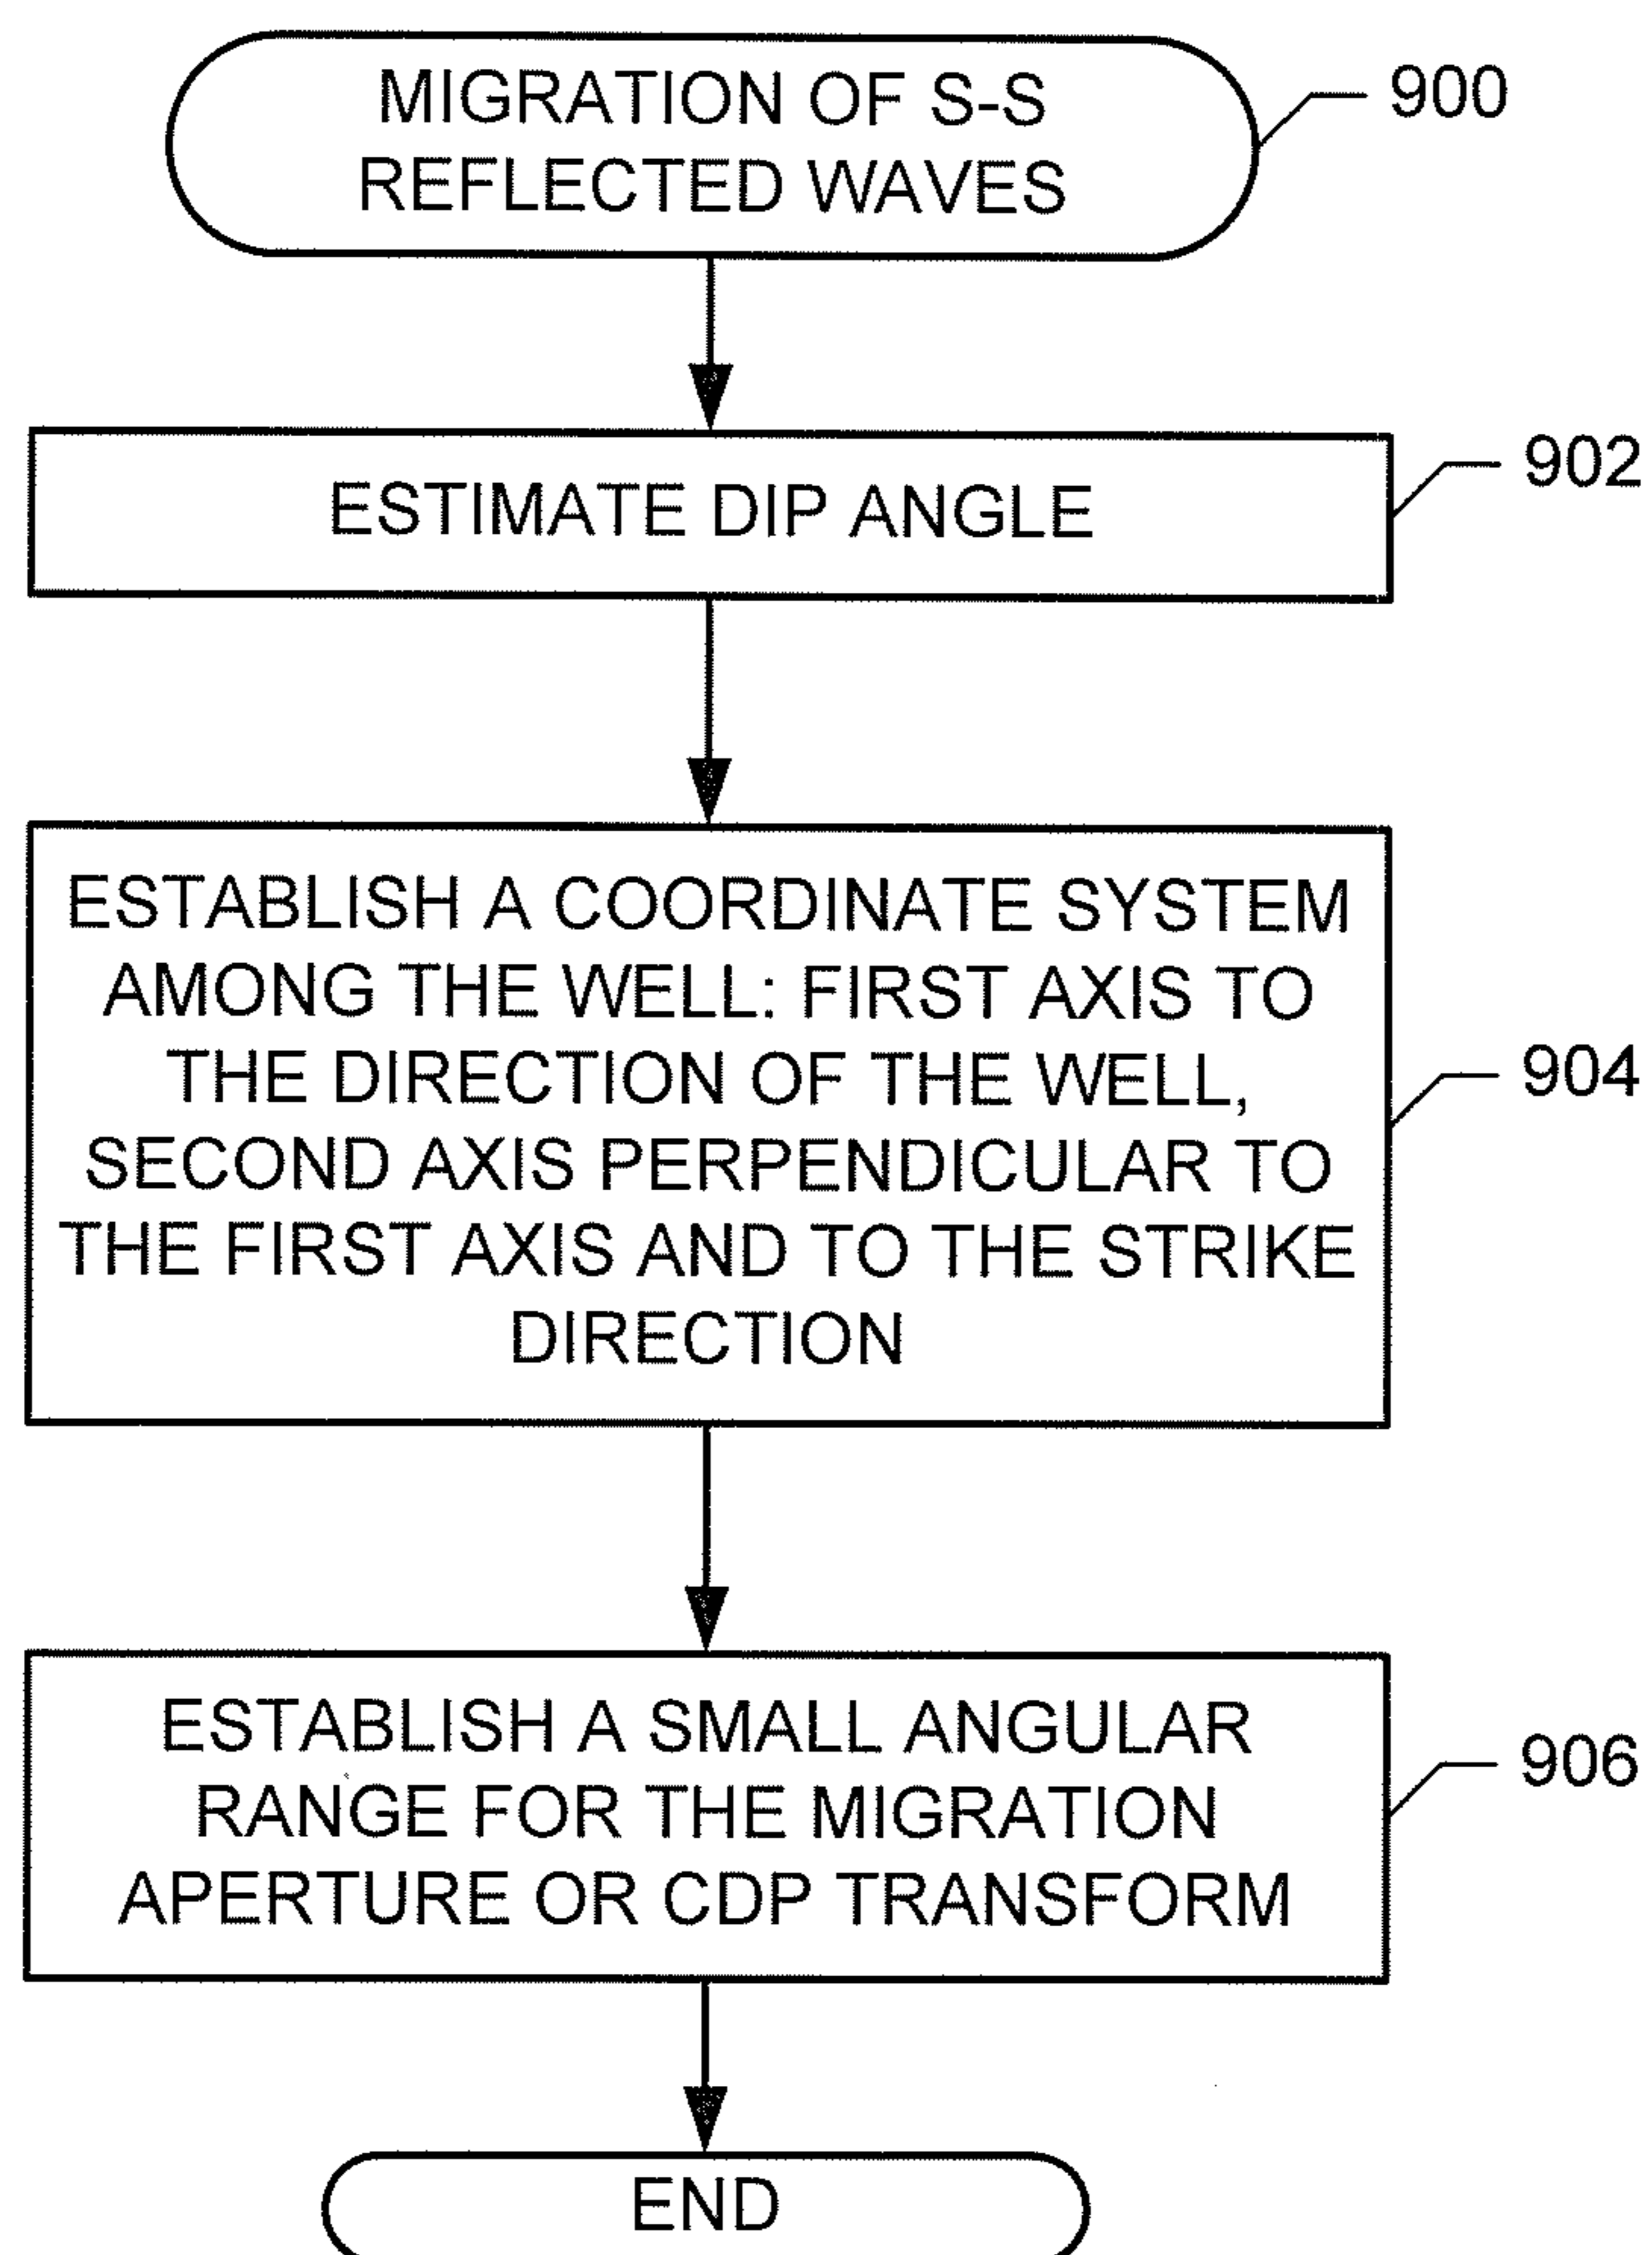 MIGRATION OF S-S
REFLECTED WAVES
900
ESTIMATE DIP ANGLE
902
ESTABLISH A COORDINATE SYSTEM
AMONG THE WELL: FIRST AXIS TO
THE DIRECTION OF THE WELL,
SECOND AXIS PERPENDICULAR TO
THE FIRST AXIS AND TO THE STRIKE
DIRECTION
904
ESTABLISH A SMALL ANGULAR
RANGE FOR THE MIGRATION
APERTURE OR CDP TRANSFORM
906
END